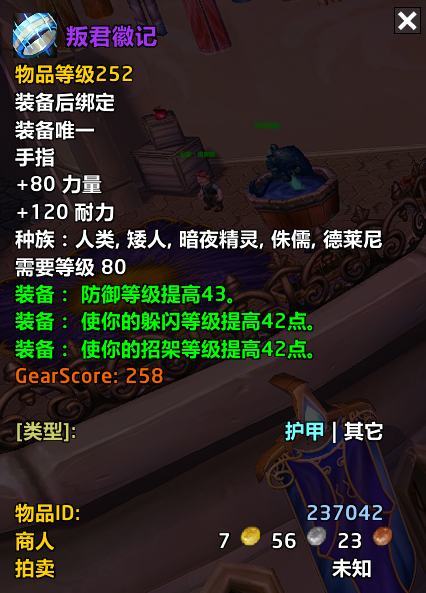 叛君徽记
物品等级252
装备后绑定
装备唯一
手指
+80 力量
+120 耐力
种族：人类, 矮人, 暗夜精灵, 侏儒, 德莱尼
需要等级 80
装备： 防御等级提高43。
装备： 使你的躲闪等级提高42点。
装备： 使你的招架等级提高42点。
GearScore: 258
[类型]: 护甲 | 其它
物品ID: 237042
商人 7 56 23
拍卖 未知